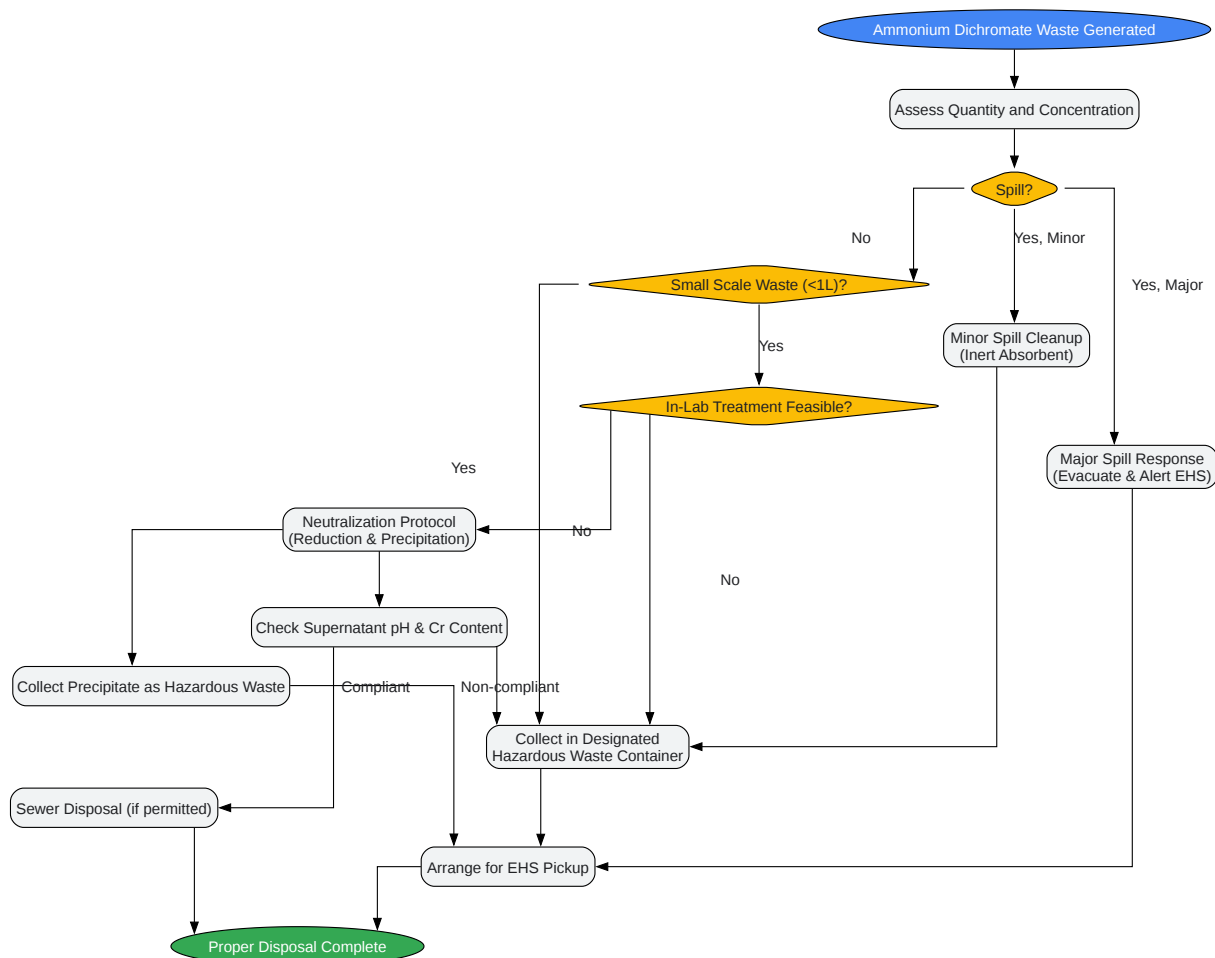 Ammonium Dichromate Waste Generated
Assess Quantity and Concentration
Spill?
No
Yes, Minor
Yes, Major
Small Scale Waste (<1L)?
Minor Spill Cleanup
(Inert Absorbent)
Yes
In-Lab Treatment Feasible?
Major Spill Response
(Evacuate & Alert EHS)
Yes
Neutralization Protocol
(Reduction & Precipitation)
No
No
Check Supernatant pH & Cr Content
Collect Precipitate as Hazardous Waste
Compliant
Non-compliant
Collect in Designated
Hazardous Waste Container
Sewer Disposal (if permitted)
Arrange for EHS Pickup
Proper Disposal Complete